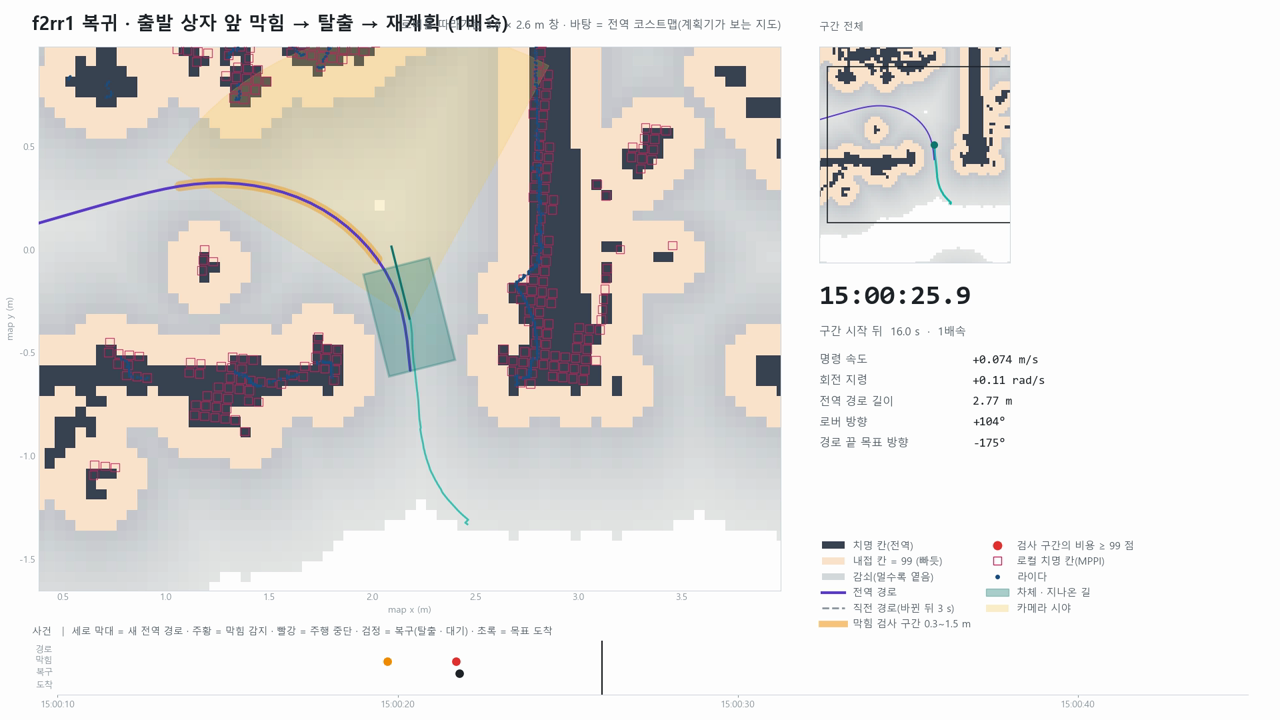 f2rr1 복귀 · 출발 상자 앞 막힘 → 탈출 → 재계획 (1배속)
× 2.6 m 창 · 바탕 = 전역 코스트맵(계획기가 보는 지도)
구간 전체
0.5
0.0
-0.5
-1.0
-1.5
map y (m)
0.5
1.0
1.5
2.0
2.5
3.0
3.5
map x (m)
15:00:25.9
구간 시작 뒤 16.0 s · 1배속
명령 속도 +0.074 m/s
회전 지령 +0.11 rad/s
전역 경로 길이 2.77 m
로버 방향 +104°
경로 끝 목표 방향 -175°
치명 칸(전역)
내접 칸 = 99 (빠듯)
감쇠(멀수록 옅음)
전역 경로
직전 경로(바뀐 뒤 3 s)
막힘 검사 구간 0.3~1.5 m
검사 구간의 비용 ≥ 99 점
로컬 치명 칸(MPPI)
라이다
차체 · 지나온 길
카메라 시야
사건 | 세로 막대 = 새 전역 경로 · 주황 = 막힘 감지 · 빨강 = 주행 중단 · 검정 = 복구(탈출 · 대기) · 초록 = 목표 도착
경로
막힘
복구
도착
15:00:10
15:00:20
15:00:30
15:00:40